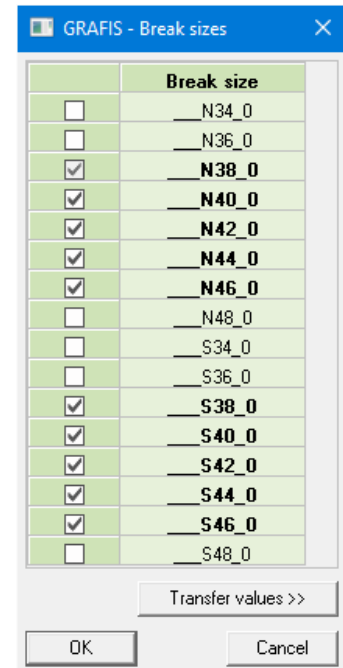 GRAFIS - Break sizes
Break size
___N34_0
___N36_0
___N38_0
___N40_0
___N42_0
___N44_0
___N46_0
___N48_0
___S34_0
___S36_0
___S38_0
___S40_0
___S42_0
___S44_0
___S46_0
___S48_0
Transfer values >>
OK Cancel